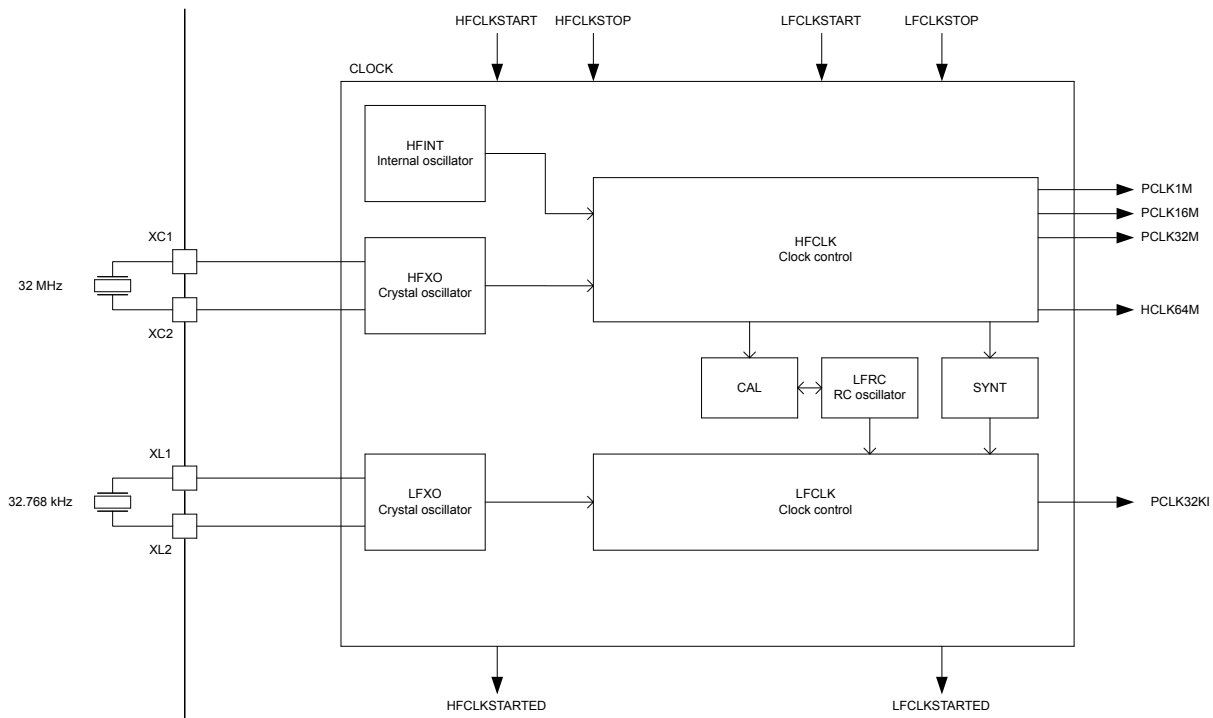 HFCLKSTART
HFCLKSTOP
LFCLKSTART
LFCLKSTOP
CLOCK
HFINT
Internal oscillator
PCLK1M
PCLK16M
PCLK32M
HFCLK
Clock control
XC1
HFXO
Crystal oscillator
32 MHz
XC2
HCLK64M
CAL
LFRC
RC oscillator
SYNT
XL1
LFXO
Crystal oscillator
LFCLK
Clock control
32.768 kHz
PCLK32KI
XL2
HFCLKSTARTED
LFCLKSTARTED